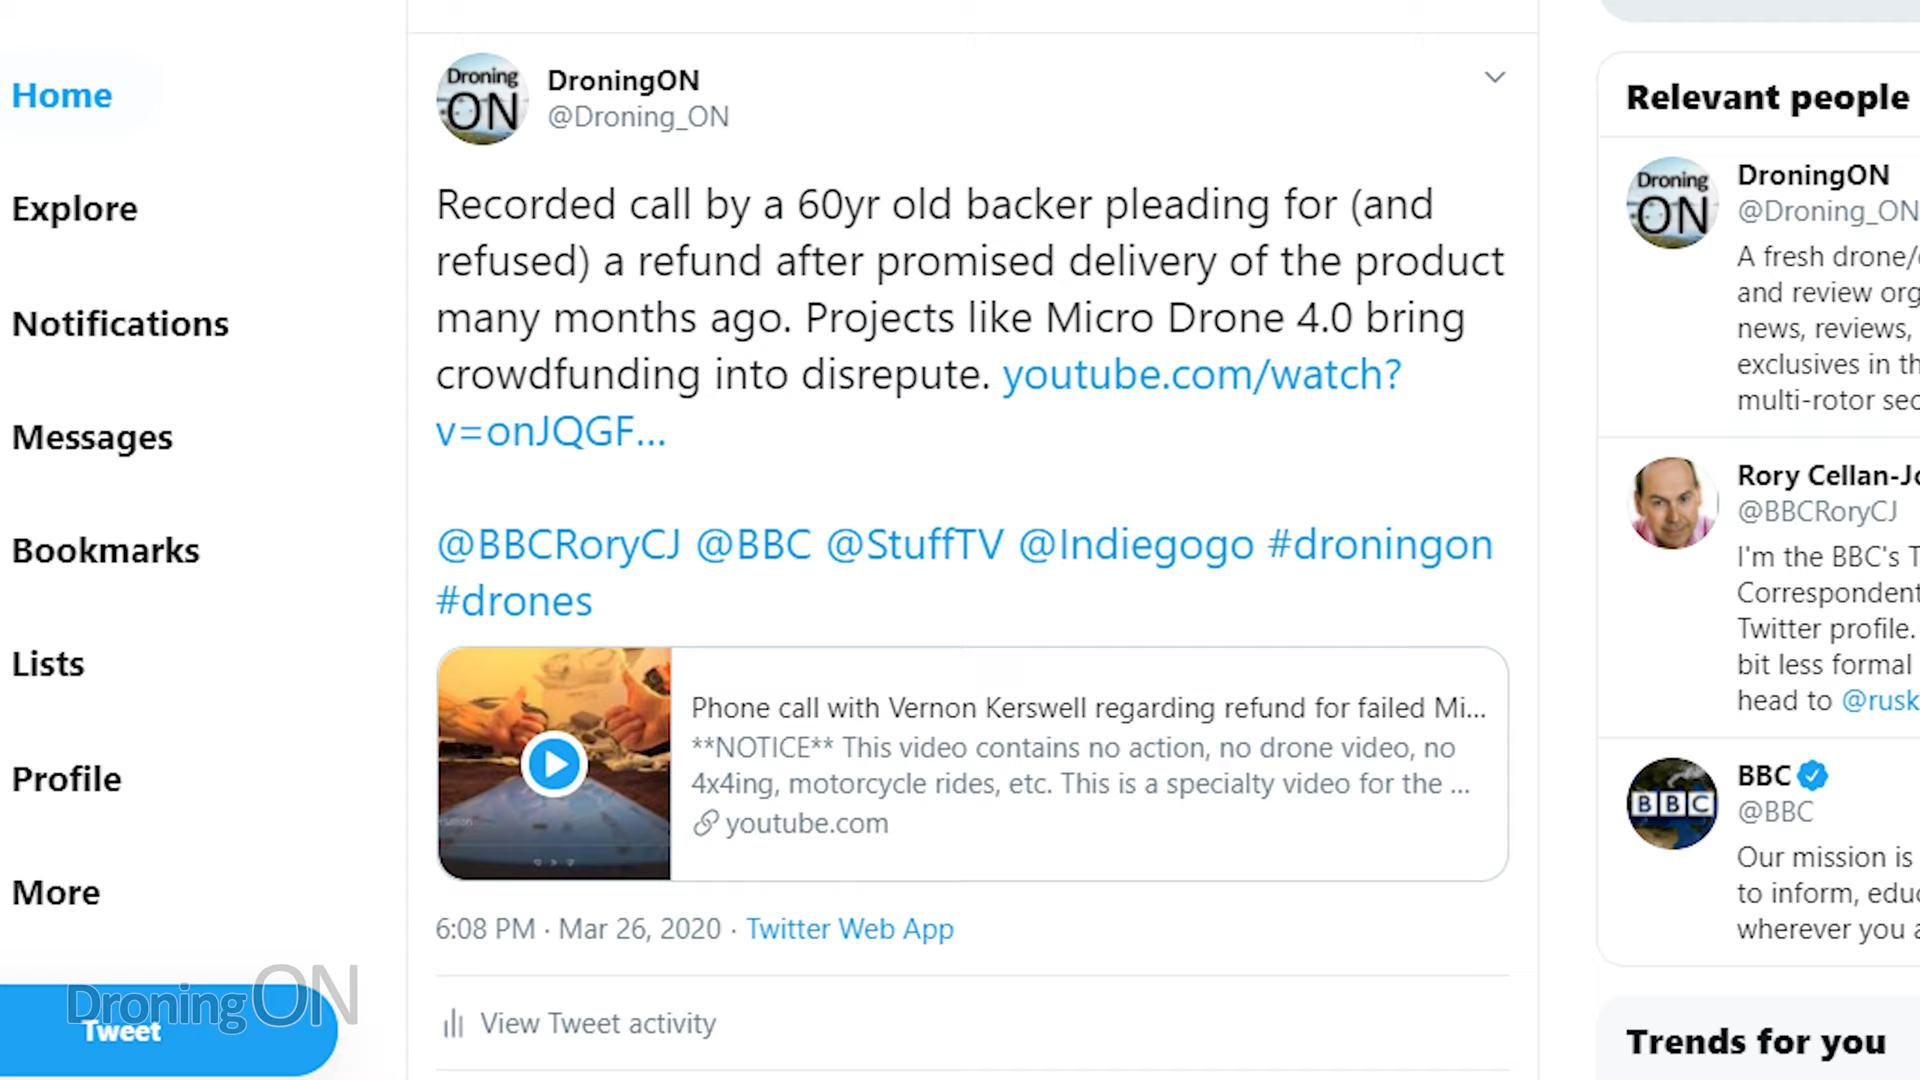 Home
Explore
Notifications
Messages
Bookmarks
Lists
Profile
More
Tweet
DroningON
Droning
ON
DroningON
@Droning_ON
Recorded call by a 60yr old backer pleading for (and
refused) a refund after promised delivery of the product
many months ago. Projects like Micro Drone 4.0 bring
crowdfunding into disrepute. youtube.com/watch?
v=onJQGF...
@BBCRoryCJ @BBC @StuffTV @Indiegogo #droningon
#drones
Phone call with Vernon Kerswell regarding refund for failed Mi...
**NOTICE** This video contains no action, no drone video, no
4x4ing, motorcycle rides, etc. This is a specialty video for the ...
youtube.com
6:08 PM · Mar 26, 2020 · Twitter Web App
View Tweet activity
Relevant people
Droning
ON
DroningON
@Droning_ON
A fresh drone/
and review org
news, reviews,
exclusives in th
multi-rotor sec
Rory Cellan-Jo
@BBCRoryCJ
I'm the BBC's T
Correspondent
Twitter profile.
bit less formal
head to @rusk
BBC
BBC
@BBC
Our mission is
to inform, educ
wherever you a
Trends for you